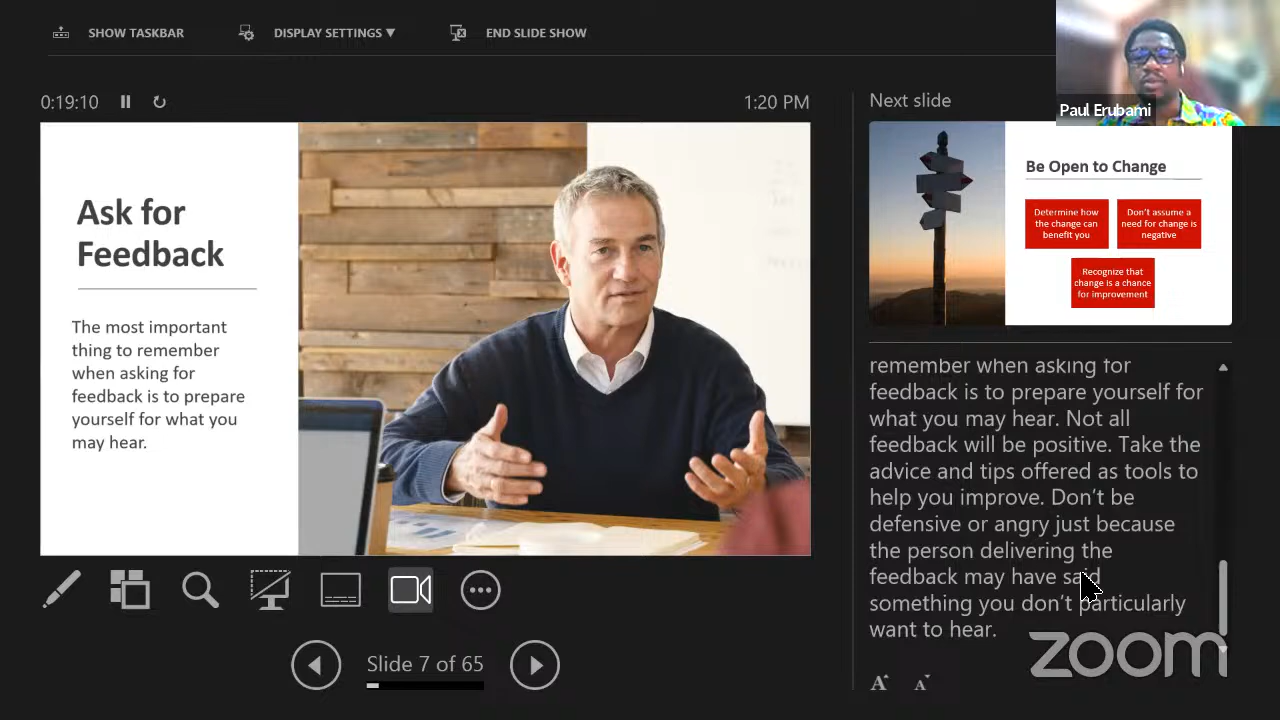 SHOW TASKBAR
DISPLAY SETTINGS ▼
END SLIDE SHOW
0:19:10
1:20 PM
Ask for
Feedback
The most important
thing to remember
when asking for
feedback is to prepare
yourself for what you
may hear.
Slide 7 of 65
Next slide
Paul Erubami
Be Open to Change
Determine how
the change can
benefit you
Don't assume a
need for change is
negative
Recognize that
change is a chance
for improvement
remember when asking for
feedback is to prepare yourself for
what you may hear. Not all
feedback will be positive. Take the
advice and tips offered as tools to
help you improve. Don't be
defensive or angry just because
the person delivering the
feedback may have said
something you don't particularly
want to hear.
zoom
A A